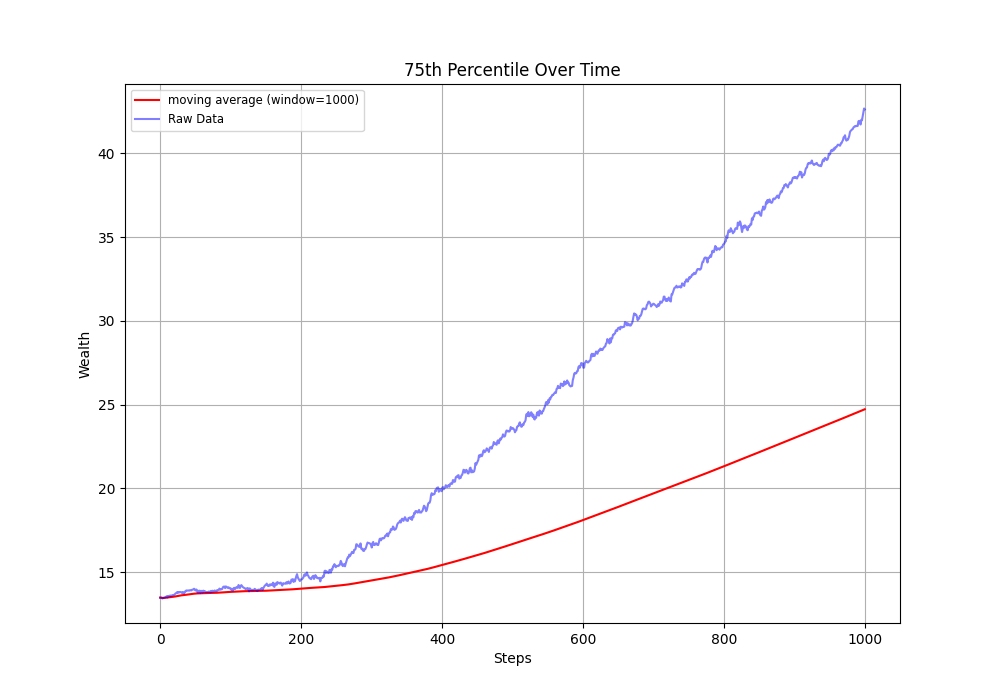 75th Percentile Over Time
moving average (window=1000)
Raw Data
Wealth
40
35
30
25
20
15
0 200 400 600 800 1000
Steps